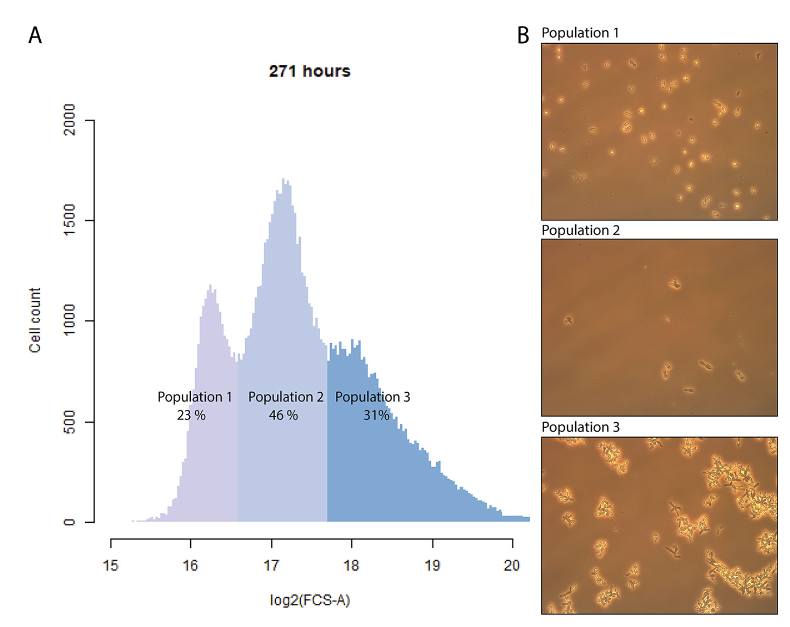 A
271 hours
Cell count
2000
1500
1000
500
0
Population 1
23 %
Population 2
46 %
Population 3
31%
15 16 17 18 19 20
log2(FCS-A)
B
Population 1
Population 2
Population 3